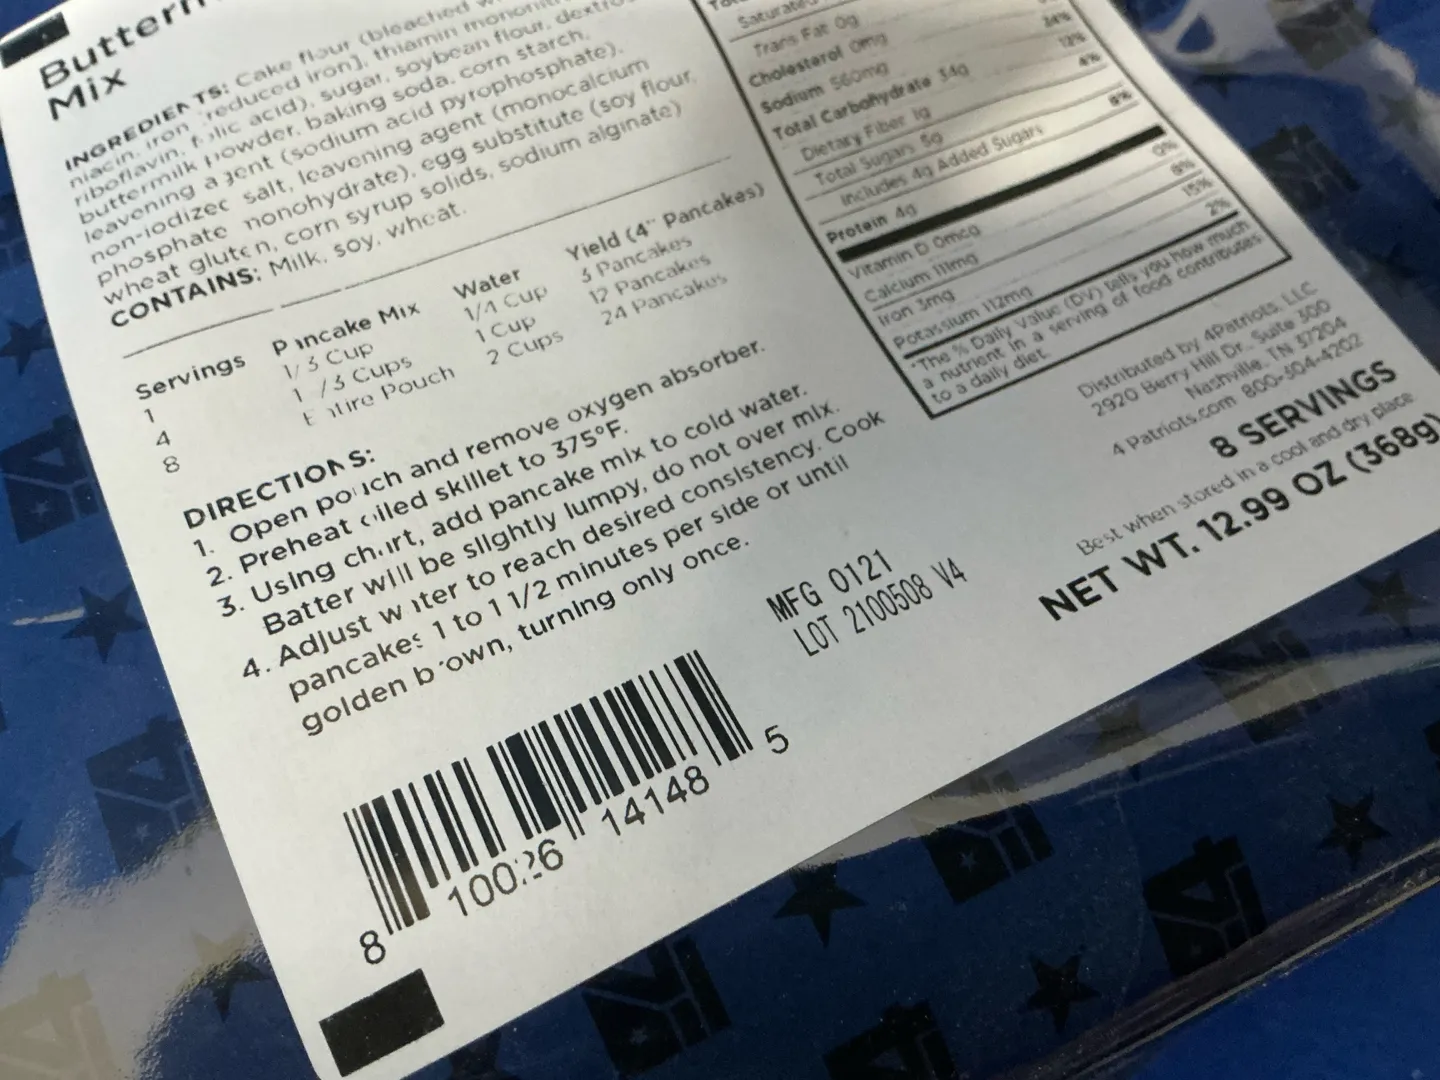 Mix
INGREDIENTS: Cake flour (bleached
niacin, iron reduced iron], thiamin
riboflavin, folic acid), sugar, soybean flour,
buttermilk powder, baking soda, corn starch,
leavening agent (sodium acid pyrophosphate),
non-iodized salt, leavening agent (monocalcium
phosphate monohydrate), egg substitute (soy flour,
wheat gluten, corn syrup solids, sodium alginate)
CONTAINS: Milk, soy, wheat.
Servings Pancake Mix Water Yield (4" Pancakes)
1 1/3 Cup 1/4 Cup 3 Pancakes
4 1 1/3 Cups 1 Cup 12 Pancakes
8 Entire Pouch 2 Cups 24 Pancakes
DIRECTIONS:
1. Open pouch and remove oxygen absorber.
2. Preheat oiled skillet to 375°F.
3. Using chart, add pancake mix to cold water.
Batter will be slightly lumpy, do not over mix.
4. Adjust water to reach desired consistency. Cook
pancakes 1 to 1 1/2 minutes per side or until
golden brown, turning only once.
8 10026 14148 5
MFG 0121
LOT 2100508 V4
Saturated
Trans Fat 0g
Cholesterol 0mg
Sodium 560mg 24%
Total Carbohydrate 34g 12%
Dietary Fiber 1g 4%
Total Sugars 5g
Includes 4g Added Sugars 8%
Protein 4g
Vitamin D 0mcg 0%
Calcium 111mg 8%
Iron 3mg 15%
Potassium 112mg 2%
*The % Daily Value (DV) tells you how much
a nutrient in a serving of food contributes
to a daily diet.
Distributed by 4Patriots, LLC
2920 Berry Hill Dr. Suite 300
Nashville, TN 37204
4Patriots.com 800-304-4202
8 SERVINGS
Best when stored in a cool and dry place
NET WT. 12.99 OZ (368g)